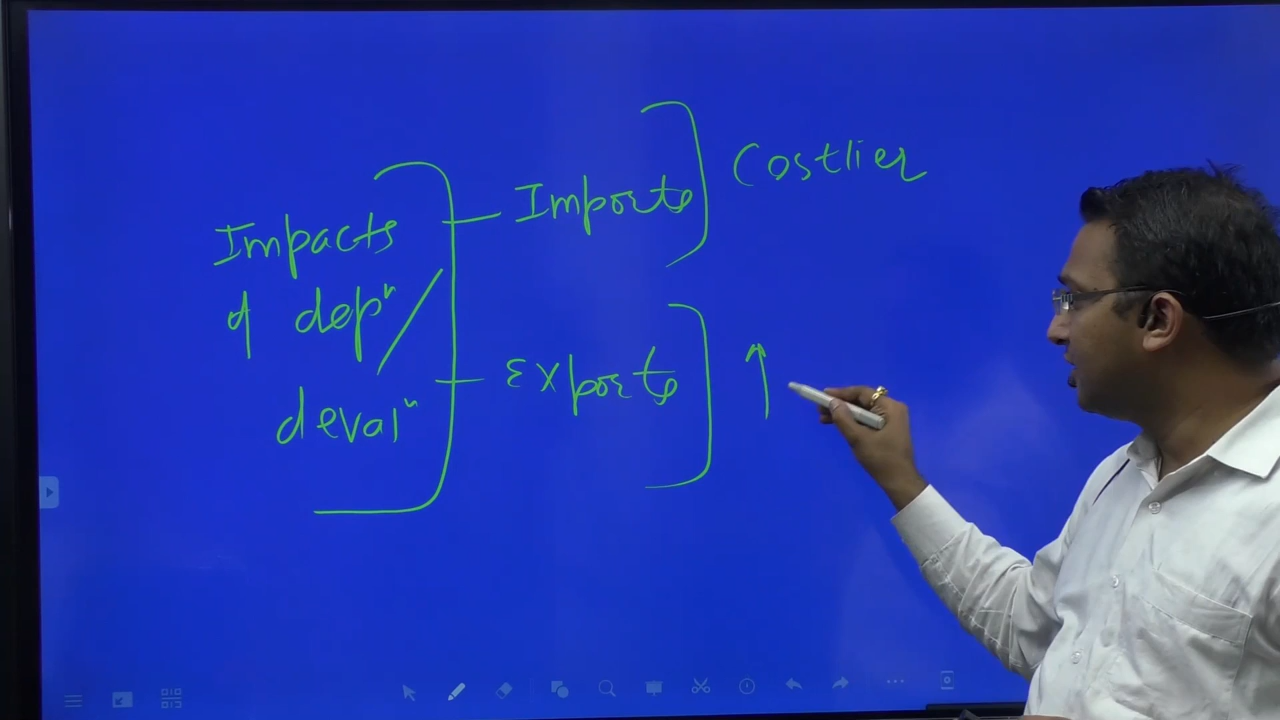 Impacts
of depⁿ/
devalⁿ
Imports
Costlier
Exports
↑